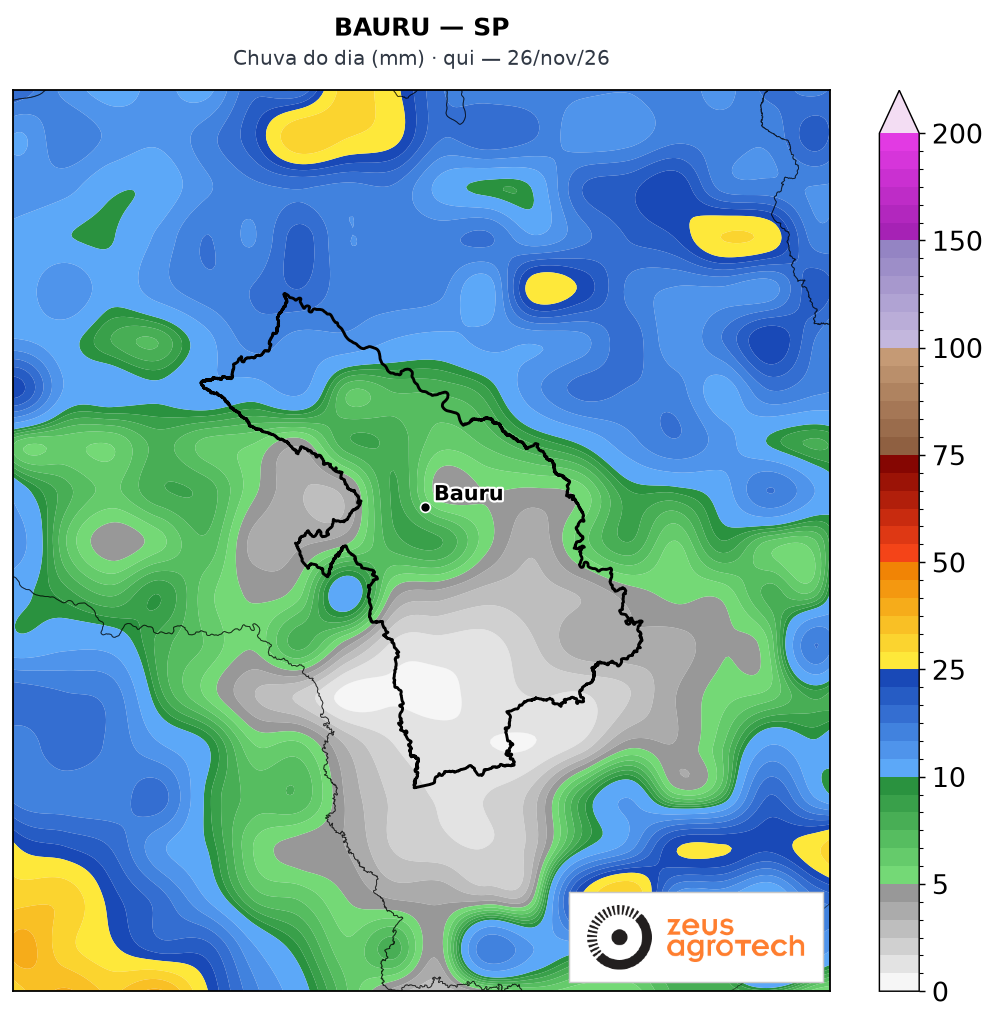 BAURU — SP
Chuva do dia (mm) · qui — 26/nov/26
200
150
100
75
50
25
10
5
0
Bauru
zeus
agrotech